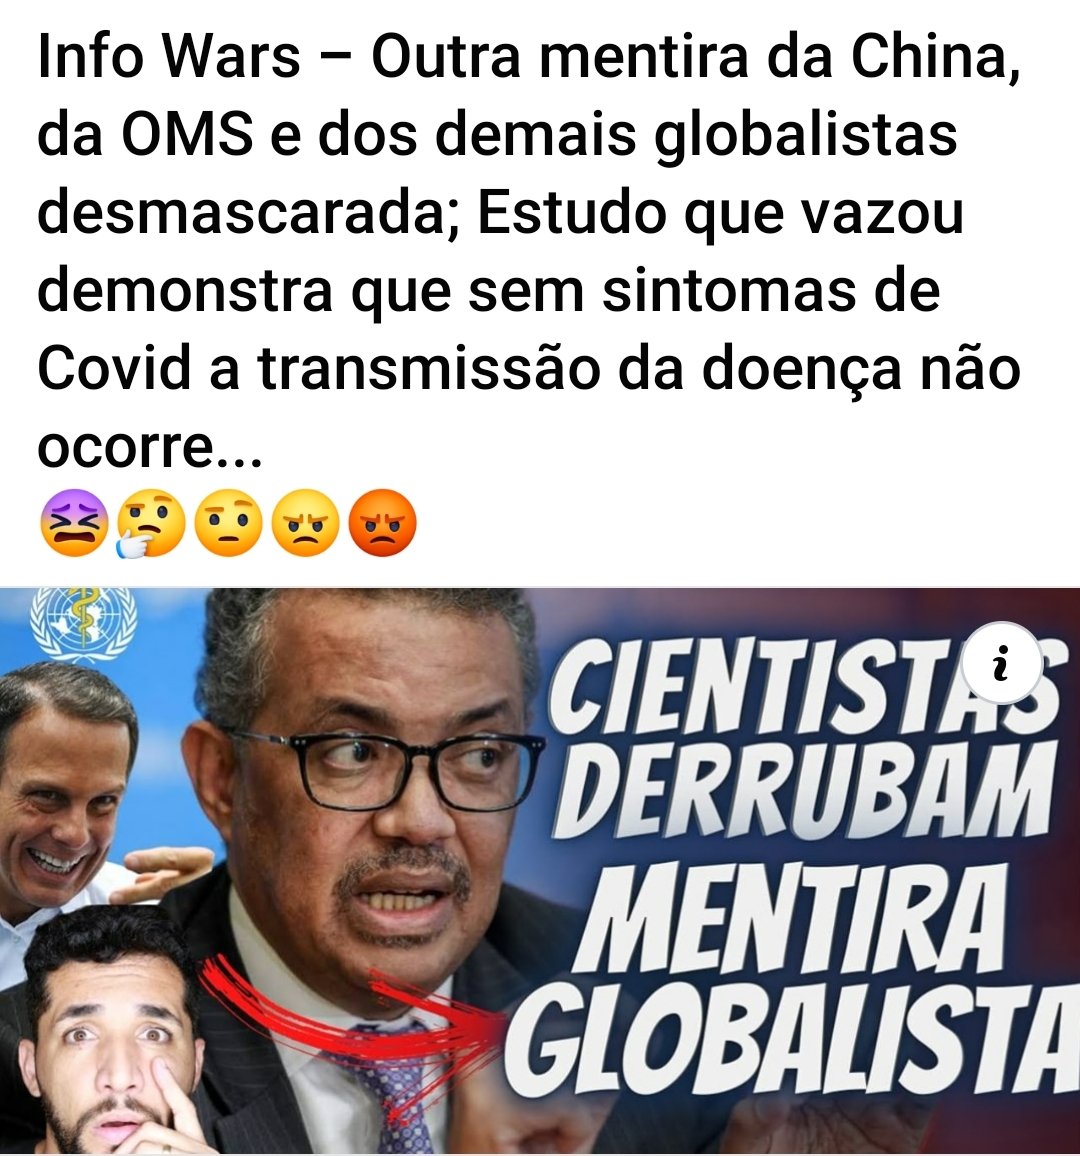 Info Wars – Outra mentira da China,
da OMS e dos demais globalistas
desmascarada; Estudo que vazou
demonstra que sem sintomas de
Covid a transmissão da doença não
ocorre...
😫🤔🤨😠😡
CIENTISTAS
DERRUBAM
MENTIRA
GLOBALISTA